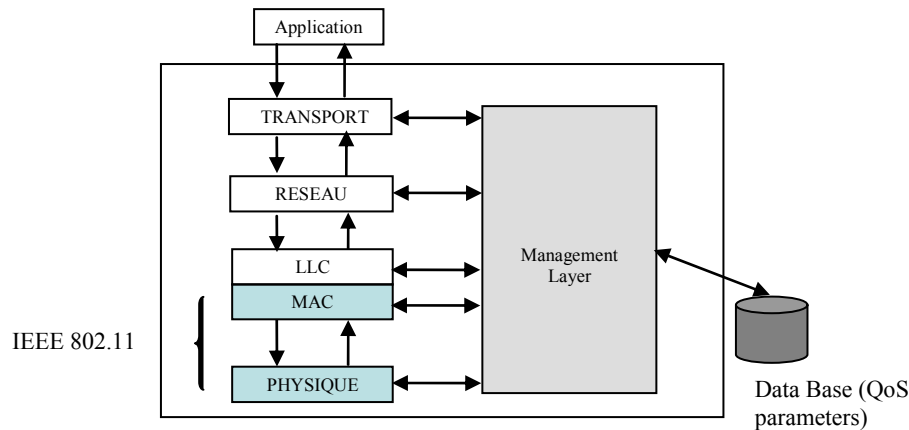 Application
TRANSPORT
RESEAU
LLC
MAC
PHYSIQUE
IEEE 802.11
Management
Layer
Data Base (QoS
parameters)